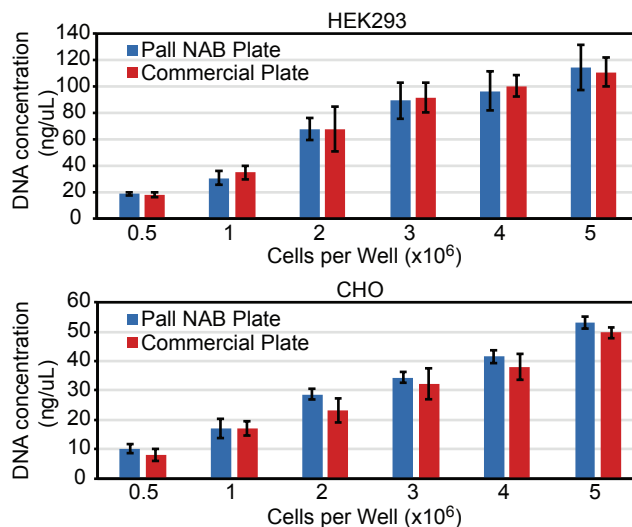 HEK293
DNA concentration
(ng/uL)
140
120
100
80
60
40
20
0
Pall NAB Plate
Commercial Plate
0.5 1 2 3 4 5
Cells per Well (x10⁶)
CHO
DNA concentration
(ng/uL)
60
50
40
30
20
10
0
Pall NAB Plate
Commercial Plate
0.5 1 2 3 4 5
Cells per Well (x10⁶)